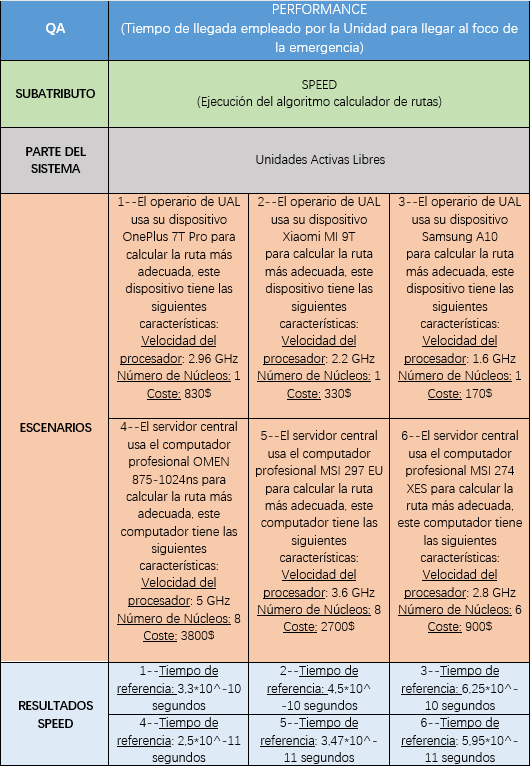 QA
PERFORMANCE
(Tiempo de llegada empleado por la Unidad para llegar al foco de
la emergencia)
SUBATRIBUTO
SPEED
(Ejecución del algoritmo calculador de rutas)
PARTE DEL
SISTEMA
Unidades Activas Libres
ESCENARIOS
1--El operario de UAL
usa su dispositivo
OnePlus 7T Pro para
calcular la ruta más
adecuada, este
dispositivo tiene las
siguientes
características:
Velocidad del
procesador: 2.96 GHz
Número de Núcleos: 1
Coste: 830$
2--El operario de UAL
usa su dispositivo
Xiaomi MI 9T
para calcular la ruta
más adecuada, este
dispositivo tiene las
siguientes
características:
Velocidad del
procesador: 2.2 GHz
Número de Núcleos: 1
Coste: 330$
3--El operario de UAL
usa su dispositivo
Samsung A10
para calcular la ruta
más adecuada, este
dispositivo tiene las
siguientes
características:
Velocidad del
procesador: 1.6 GHz
Número de Núcleos: 1
Coste: 170$
4--El servidor central
usa el computador
profesional OMEN
875-1024ns para
calcular la ruta más
adecuada, este
computador tiene las
siguientes
características:
Velocidad del
procesador: 5 GHz
Número de Núcleos: 8
Coste: 3800$
5--El servidor central
usa el computador
profesional MSI 297 EU
para calcular la ruta
más adecuada, este
computador tiene las
siguientes
características:
Velocidad del
procesador: 3.6 GHz
Número de Núcleos: 8
Coste: 2700$
6--El servidor central
usa el computador
profesional MSI 274
XES para calcular la
ruta más adecuada,
este computador tiene
las siguientes
características:
Velocidad del
procesador: 2.8 GHz
Número de Núcleos: 6
Coste: 900$
RESULTADOS
SPEED
1--Tiempo de
referencia: 3,3*10^-10
segundos
2--Tiempo de
referencia: 4,5*10^
-10 segundos
3--Tiempo de
referencia: 6,25*10^-
10 segundos
4--Tiempo de
referencia: 2,5*10^-11
segundos
5--Tiempo de
referencia: 3,47*10^-
11 segundos
6--Tiempo de
referencia: 5,95*10^-
11 segundos